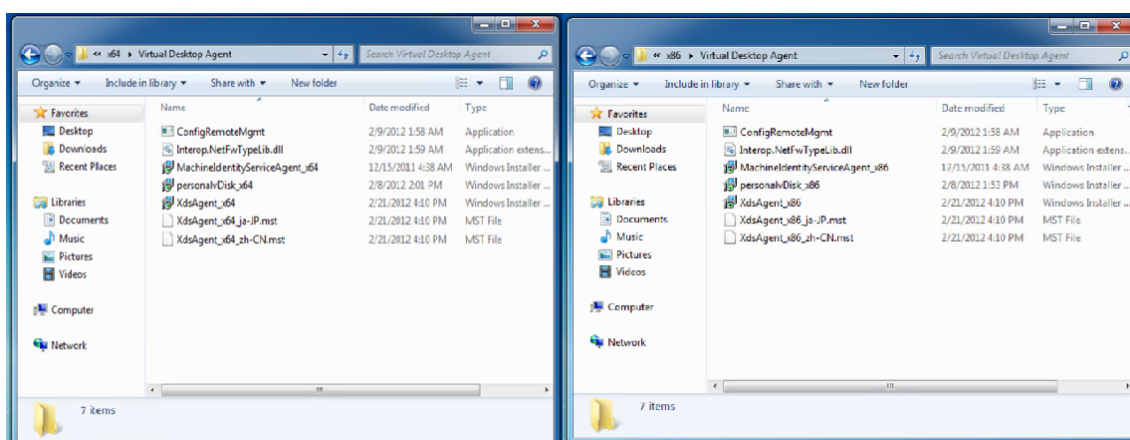 « x64 ▸ Virtual Desktop Agent
Search Virtual Desktop Agent
Organize
Include in library
Share with
New folder
Favorites
Desktop
Downloads
Recent Places
Libraries
Documents
Music
Pictures
Videos
Computer
Network
Name Date modified Type
ConfigRemoteMgmt 2/9/2012 1:58 AM Application
Interop.NetFwTypeLib.dll 2/9/2012 1:59 AM Application extens...
MachineIdentityServiceAgent_x64 12/15/2011 4:38 AM Windows Installer ...
personalvDisk_x64 2/8/2012 2:01 PM Windows Installer ...
XdsAgent_x64 2/21/2012 4:10 PM Windows Installer ...
XdsAgent_x64_ja-JP.mst 2/21/2012 4:10 PM MST File
XdsAgent_x64_zh-CN.mst 2/21/2012 4:10 PM MST File
7 items
« x86 ▸ Virtual Desktop Agent
Search Virtual Desktop Agent
Organize
Include in library
Share with
New folder
Favorites
Desktop
Downloads
Recent Places
Libraries
Documents
Music
Pictures
Videos
Computer
Network
Name Date modified Type
ConfigRemoteMgmt 2/9/2012 1:58 AM Application
Interop.NetFwTypeLib.dll 2/9/2012 1:59 AM Application extens...
MachineIdentityServiceAgent_x86 12/15/2011 4:38 AM Windows Installer ...
personalvDisk_x86 2/8/2012 1:53 PM Windows Installer ...
XdsAgent_x86 2/21/2012 4:10 PM Windows Installer ...
XdsAgent_x86_ja-JP.mst 2/21/2012 4:10 PM MST File
XdsAgent_x86_zh-CN.mst 2/21/2012 4:10 PM MST File
7 items